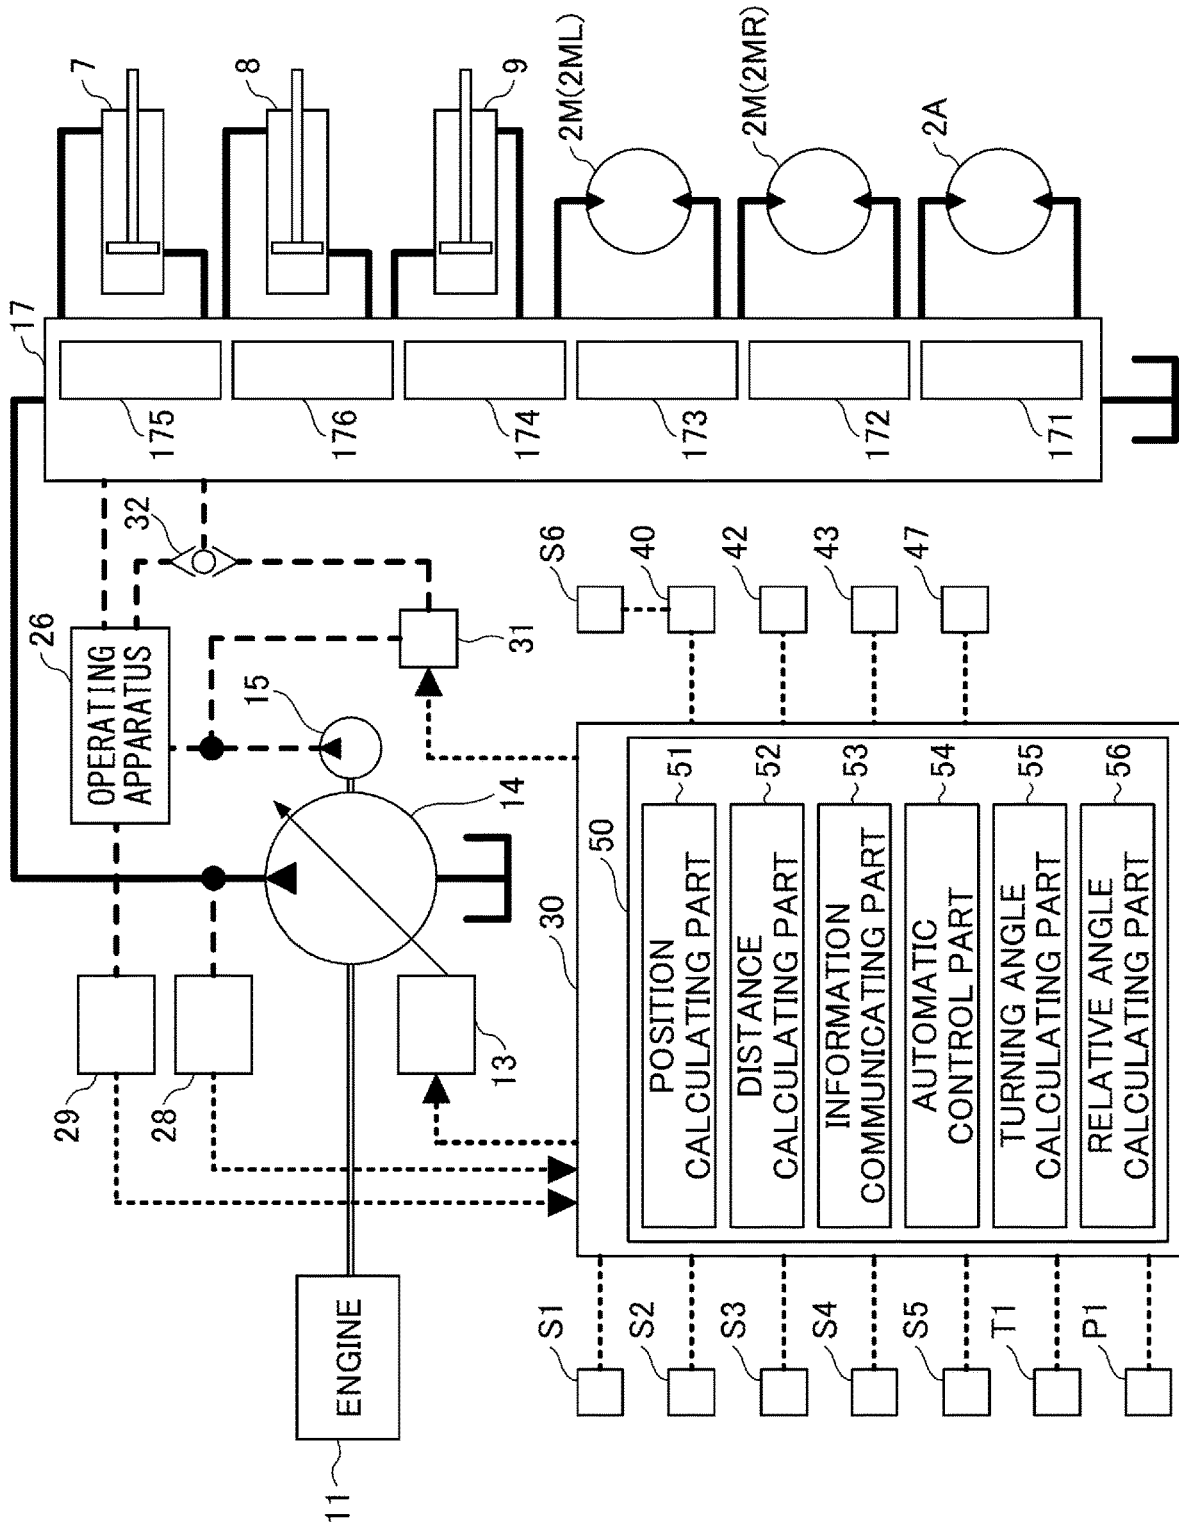 11
ENGINE
29
28
13
14
15
26
OPERATING
APPARATUS
31
32
17
175
176
174
173
172
171
7
8
9
2M(2ML)
2M(2MR)
2A
30
50
POSITION
CALCULATING PART
51
DISTANCE
CALCULATING PART
52
INFORMATION
COMMUNICATING PART
53
AUTOMATIC
CONTROL PART
54
TURNING ANGLE
CALCULATING PART
55
RELATIVE ANGLE
CALCULATING PART
56
S1
S2
S3
S4
S5
T1
P1
S6
40
42
43
47